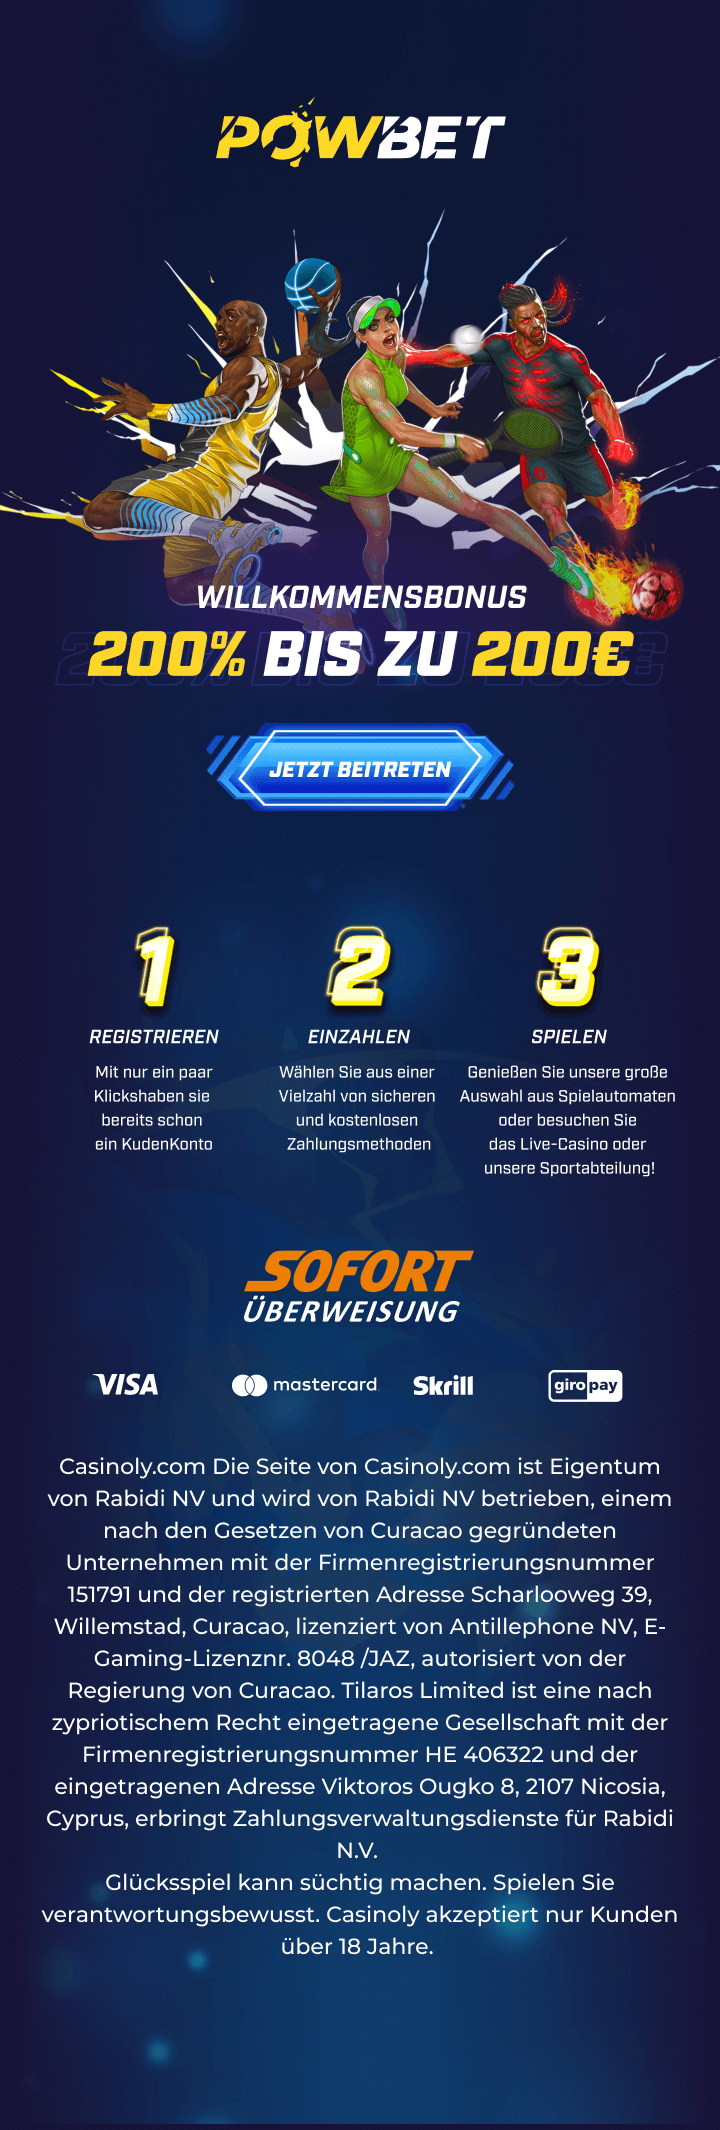 POWBET
WILLKOMMENSBONUS
200% BIS ZU 200€
JETZT BEITRETEN
1
REGISTRIEREN
Mit nur ein paar
Klickshaben sie
bereits schon
ein KudenKonto
2
EINZAHLEN
Wählen Sie aus einer
Vielzahl von sicheren
und kostenlosen
Zahlungsmethoden
3
SPIELEN
Genießen Sie unsere große
Auswahl aus Spielautomaten
oder besuchen Sie
das Live-Casino oder
unsere Sportabteilung!
SOFORT
ÜBERWEISUNG
VISA mastercard Skrill giropay
Casinoly.com Die Seite von Casinoly.com ist Eigentum
von Rabidi NV und wird von Rabidi NV betrieben, einem
nach den Gesetzen von Curacao gegründeten
Unternehmen mit der Firmenregistrierungsnummer
151791 und der registrierten Adresse Scharlooweg 39,
Willemstad, Curacao, lizenziert von Antillephone NV, E-
Gaming-Lizenznr. 8048 /JAZ, autorisiert von der
Regierung von Curacao. Tilaros Limited ist eine nach
zypriotischem Recht eingetragene Gesellschaft mit der
Firmenregistrierungsnummer HE 406322 und der
eingetragenen Adresse Viktoros Ougko 8, 2107 Nicosia,
Cyprus, erbringt Zahlungsverwaltungsdienste für Rabidi
N.V.
Glücksspiel kann süchtig machen. Spielen Sie
verantwortungsbewusst. Casinoly akzeptiert nur Kunden
über 18 Jahre.